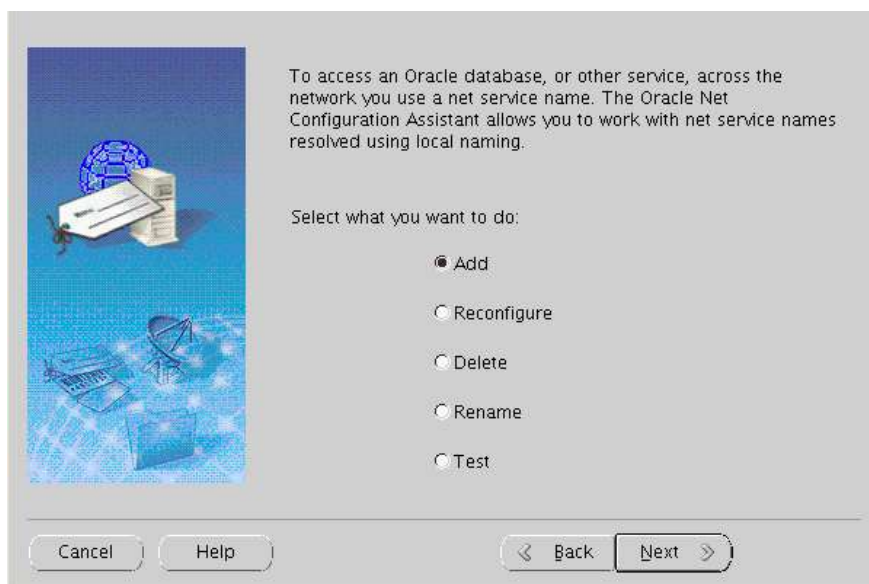 To access an Oracle database, or other service, across the
network you use a net service name. The Oracle Net
Configuration Assistant allows you to work with net service names
resolved using local naming.
Select what you want to do:
Add
Reconfigure
Delete
Rename
Test
Cancel
Help
Back
Next